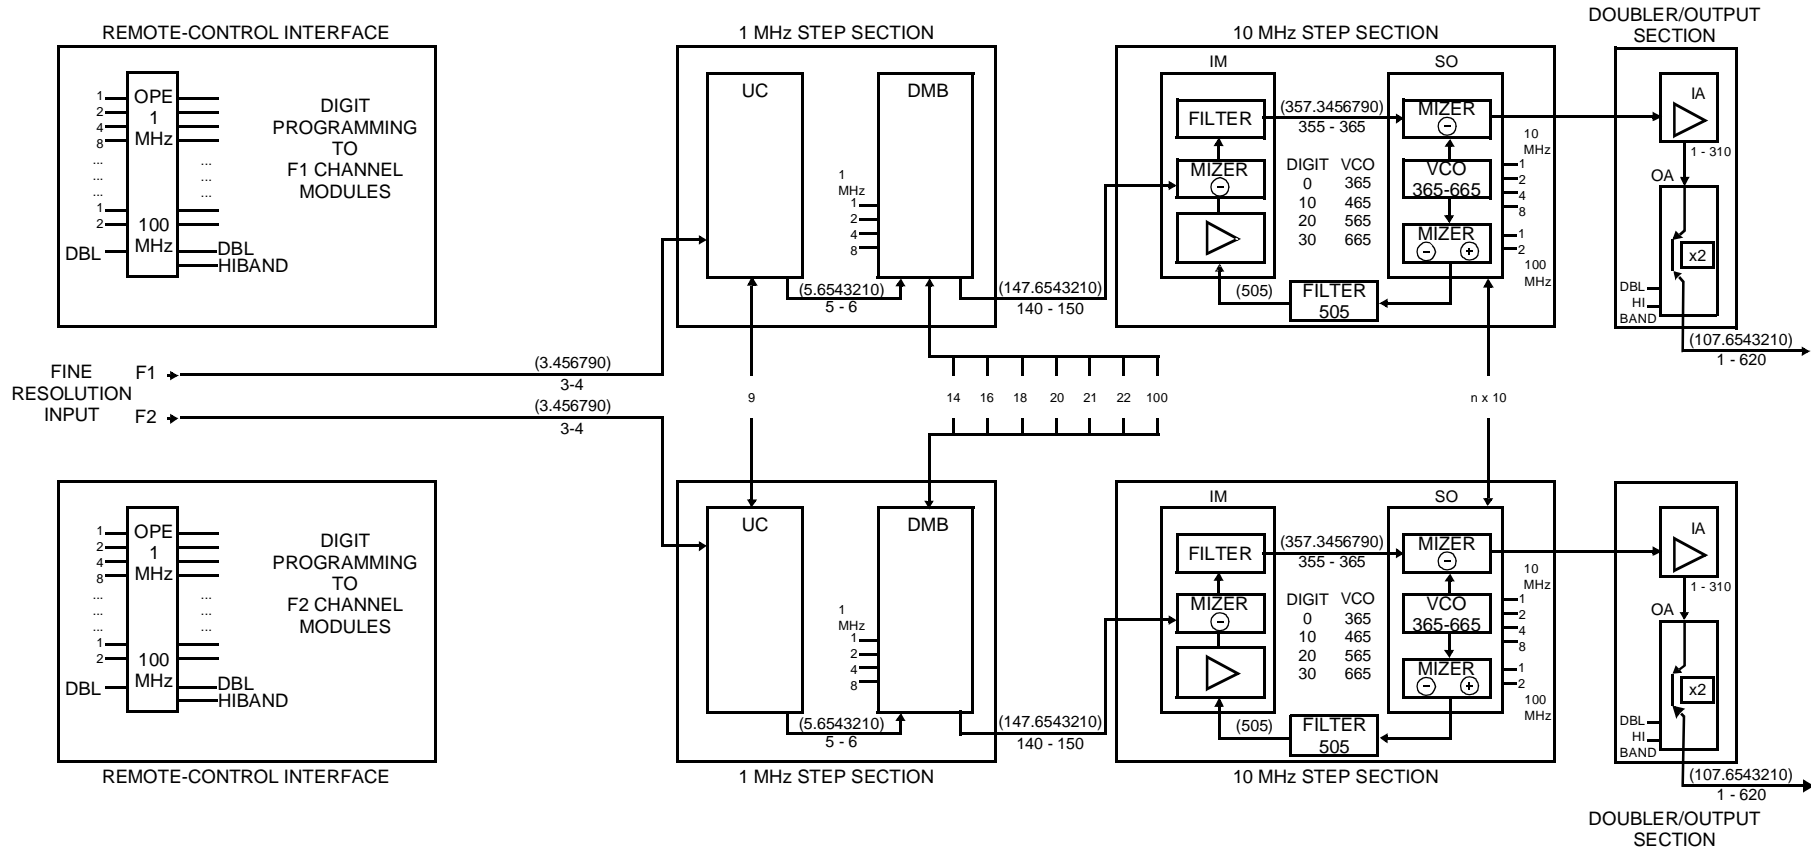 REMOTE-CONTROL INTERFACE
1
2
4
8
...
...
...
1
2
DBL
OPE
1
MHz
100
MHz
...
...
...
DBL
HIBAND
DIGIT
PROGRAMMING
TO
F1 CHANNEL
MODULES
1 MHz STEP SECTION
UC
DMB
1
MHz
1
2
4
8
(5.6543210)
5 - 6
(147.6543210)
140 - 150
10 MHz STEP SECTION
IM
FILTER
MIZER
-
(357.3456790)
355 - 365
DIGIT VCO
0 365
10 465
20 565
30 665
(505)
FILTER
505
SO
MIZER
-
VCO
365-665
MIZER
- +
10
MHz
1
2
4
8
1
2
100
MHz
DOUBLER/OUTPUT
SECTION
IA
1 - 310
OA
x2
DBL
HI
BAND
(107.6543210)
1 - 620
FINE
RESOLUTION
INPUT
F1
(3.456790)
3-4
F2
(3.456790)
3-4
9
14 16 18 20 21 22 100
n x 10
1
2
4
8
...
...
...
1
2
DBL
OPE
1
MHz
100
MHz
...
...
...
DBL
HIBAND
DIGIT
PROGRAMMING
TO
F2 CHANNEL
MODULES
REMOTE-CONTROL INTERFACE
UC
DMB
1
MHz
1
2
4
8
(5.6543210)
5 - 6
1 MHz STEP SECTION
(147.6543210)
140 - 150
IM
FILTER
MIZER
-
(357.3456790)
355 - 365
DIGIT VCO
0 365
10 465
20 565
30 665
(505)
FILTER
505
SO
MIZER
-
VCO
365-665
MIZER
- +
10
MHz
1
2
4
8
1
2
100
MHz
10 MHz STEP SECTION
IA
1 - 310
OA
x2
DBL
HI
BAND
(107.6543210)
1 - 620
DOUBLER/OUTPUT
SECTION